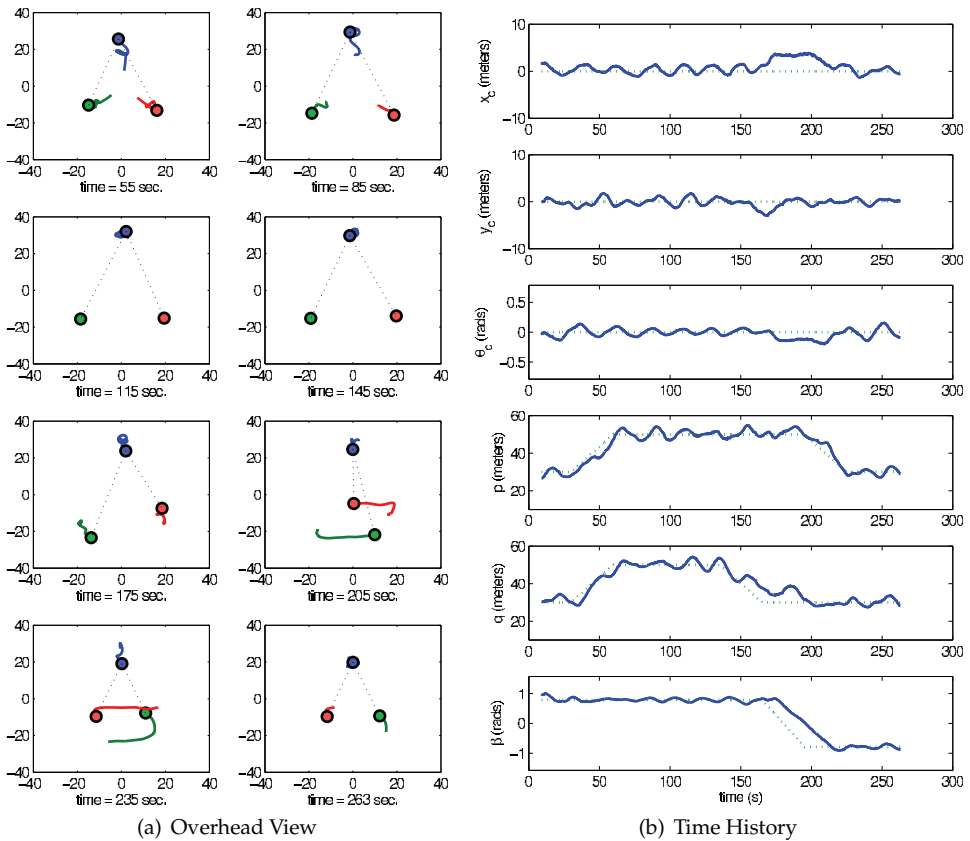 40
20
0
−20
−40
−40 −20 0 20 40
time = 55 sec.
40
20
0
−20
−40
−40 −20 0 20 40
time = 85 sec.
40
20
0
−20
−40
−40 −20 0 20 40
time = 115 sec.
40
20
0
−20
−40
−40 −20 0 20 40
time = 145 sec.
40
20
0
−20
−40
−40 −20 0 20 40
time = 175 sec.
40
20
0
−20
−40
−40 −20 0 20 40
time = 205 sec.
40
20
0
−20
−40
−40 −20 0 20 40
time = 235 sec.
40
20
0
−20
−40
−40 −20 0 20 40
time = 263 sec.
(a) Overhead View
x_c (meters)
10
0
−10
0 50 100 150 200 250 300
y_c (meters)
10
0
−10
0 50 100 150 200 250 300
θ_c (rads)
0.5
0
−0.5
0 50 100 150 200 250 300
p (meters)
60
40
20
0 50 100 150 200 250 300
q (meters)
60
40
20
0 50 100 150 200 250 300
β (rads)
1
0
−1
0 50 100 150 200 250 300
time (s)
(b) Time History